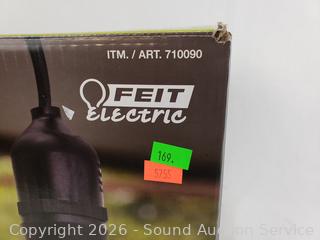 ITM. / ART. 710090
FEIT
Electric
169.
5755
Copyright 2026 - Sound Auction Service